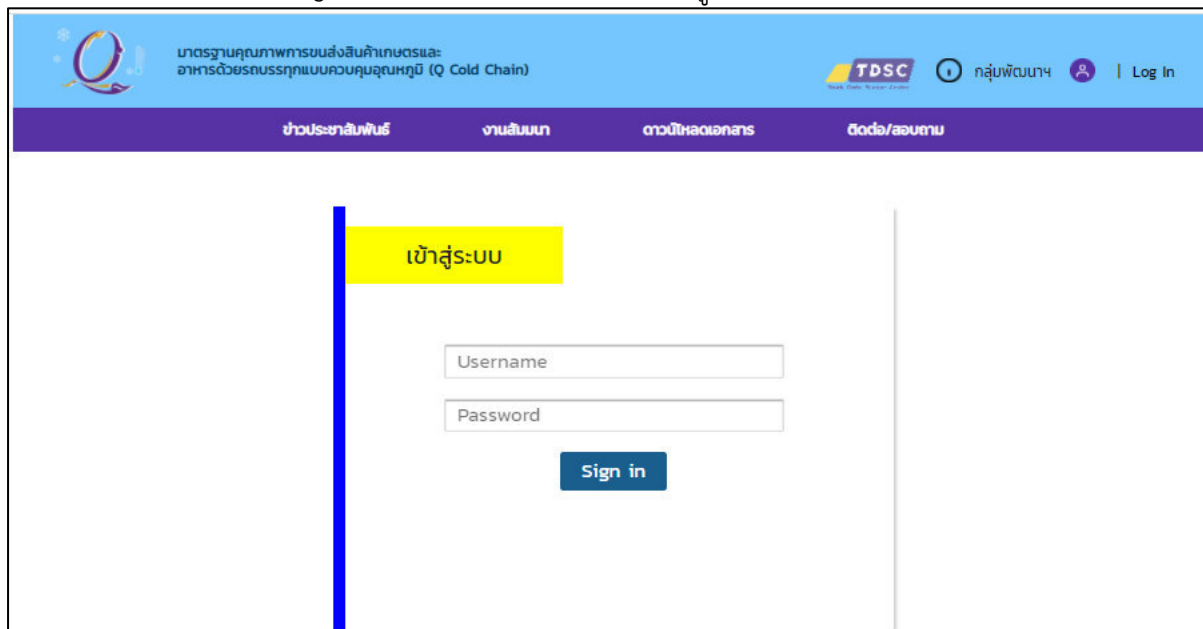 มาตรฐานคุณภาพการขนส่งสินค้าเกษตรและ
อาหารด้วยรถบรรทุกแบบควบคุมอุณหภูมิ (Q Cold Chain)
TDSC
กลุ่มพัฒนาฯ | Log In
ข่าวประชาสัมพันธ์ งานสัมมนา ดาวน์โหลดเอกสาร ติดต่อ/สอบถาม
เข้าสู่ระบบ
Username
Password
Sign in